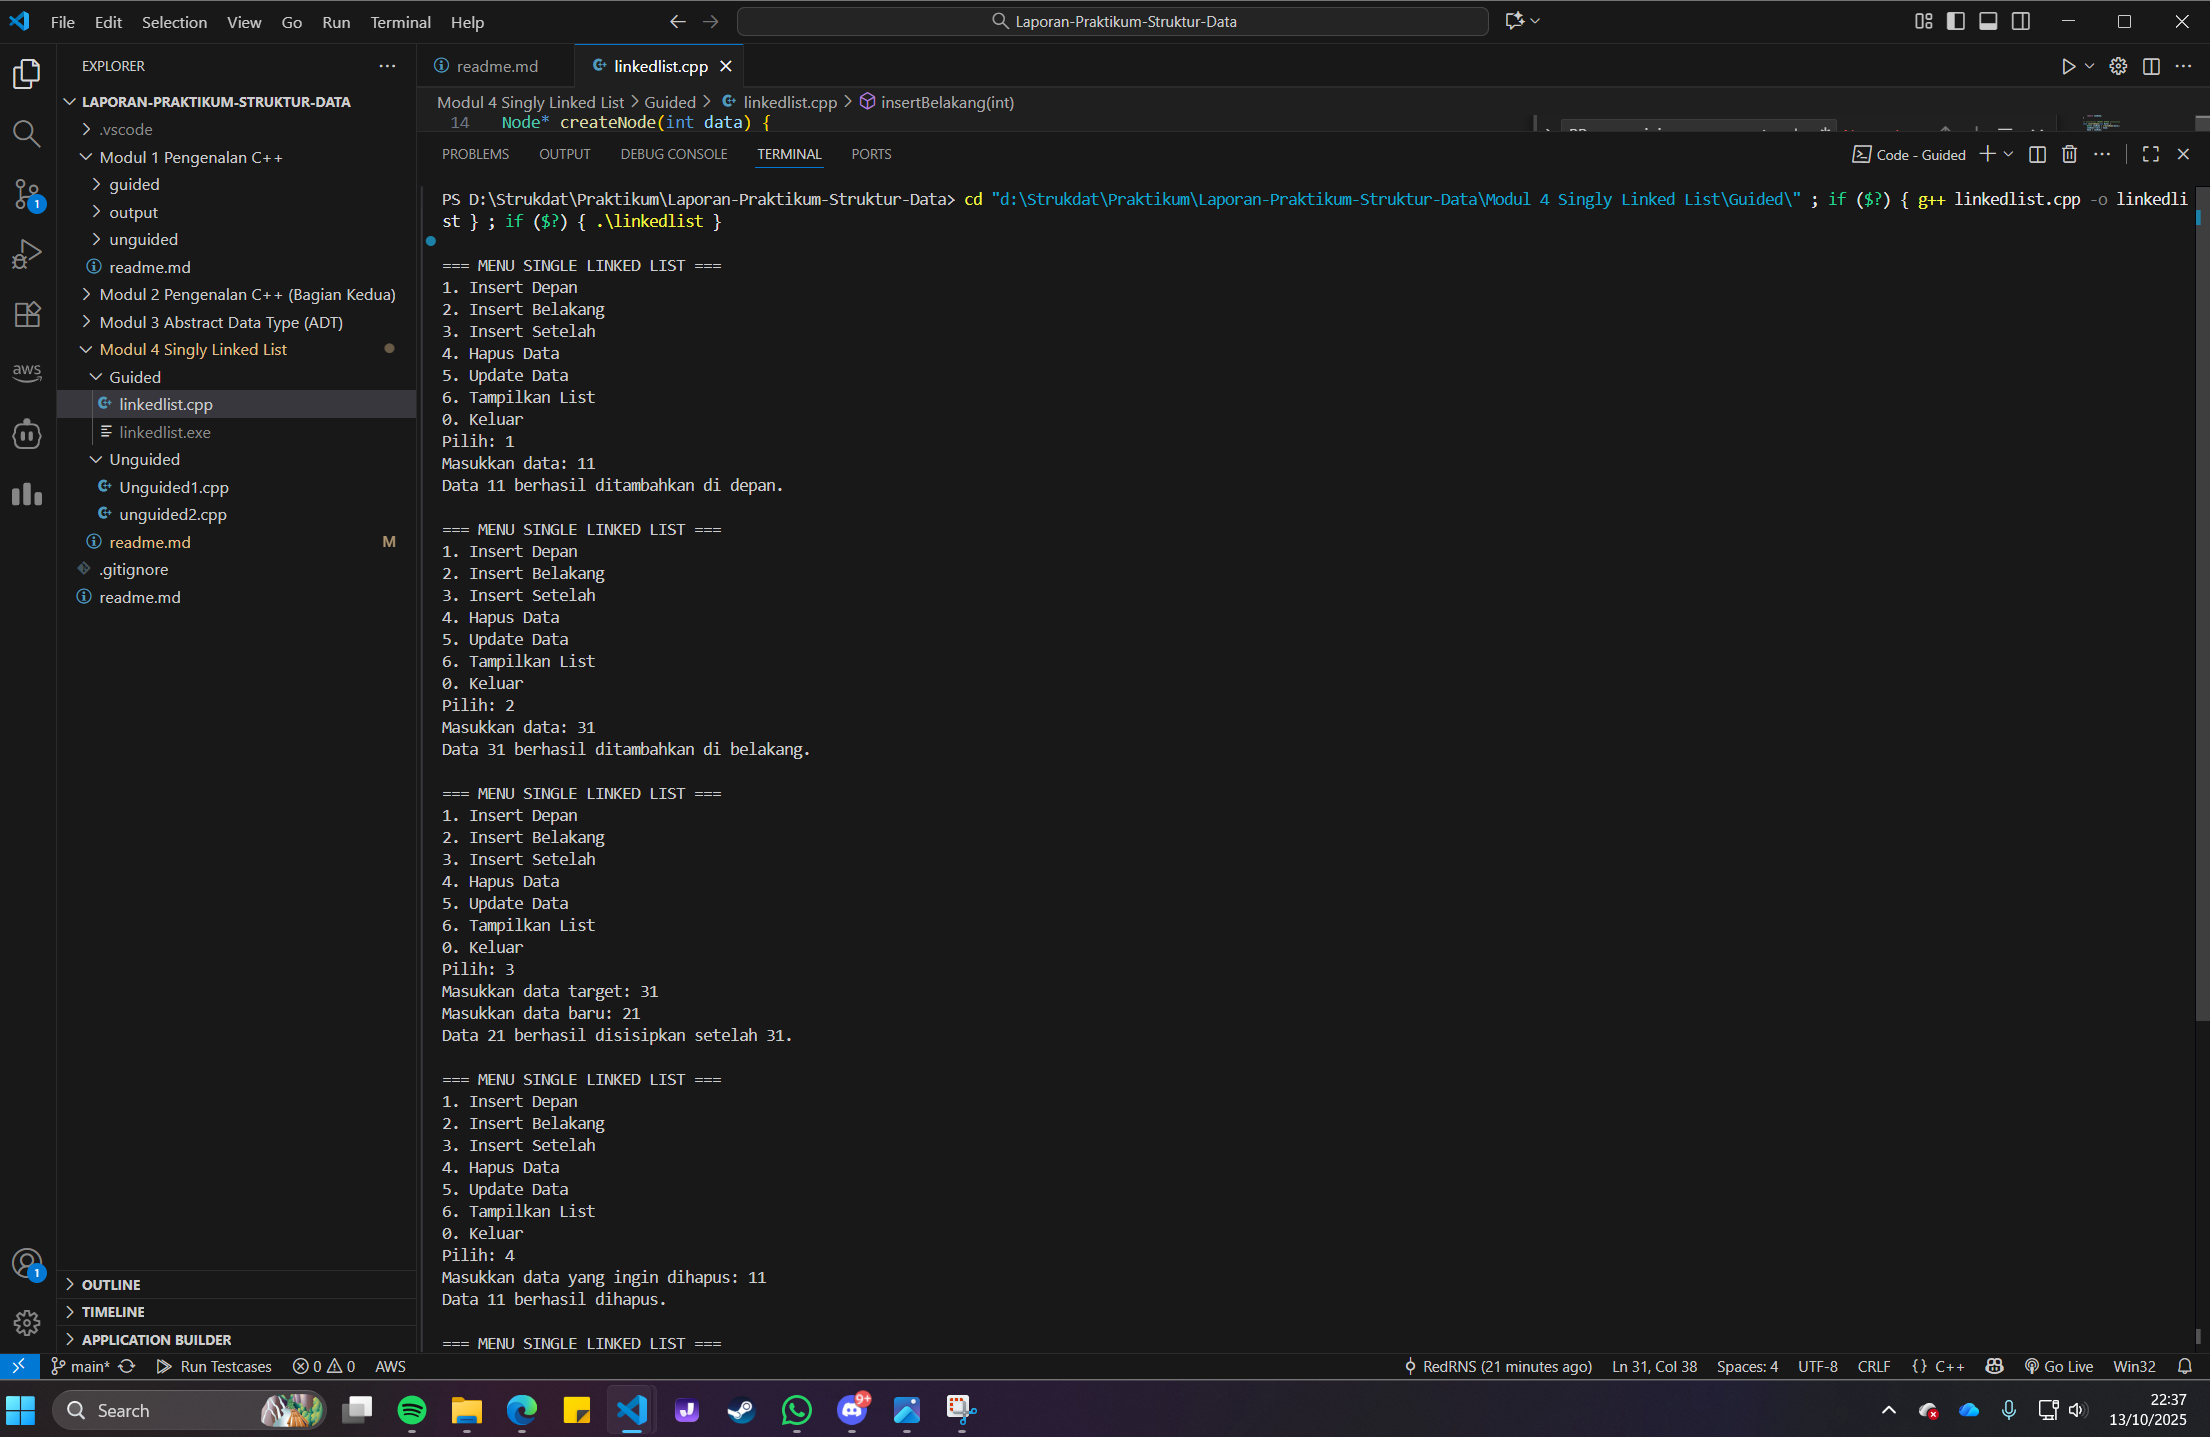 File Edit Selection View Go Run Terminal Help
Laporan-Praktikum-Struktur-Data
EXPLORER
readme.md
linkedlist.cpp
LAPORAN-PRAKTIKUM-STRUKTUR-DATA
.vscode
Modul 1 Pengenalan C++
guided
output
unguided
readme.md
Modul 2 Pengenalan C++ (Bagian Kedua)
Modul 3 Abstract Data Type (ADT)
Modul 4 Singly Linked List
Guided
linkedlist.cpp
linkedlist.exe
Unguided
Unguided1.cpp
unguided2.cpp
readme.md M
.gitignore
readme.md
OUTLINE
TIMELINE
APPLICATION BUILDER
aws
1
1
Modul 4 Singly Linked List > Guided > linkedlist.cpp > insertBelakang(int)
14 Node* createNode(int data) {
PROBLEMS OUTPUT DEBUG CONSOLE TERMINAL PORTS
Code - Guided
PS D:\Strukdat\Praktikum\Laporan-Praktikum-Struktur-Data> cd "d:\Strukdat\Praktikum\Laporan-Praktikum-Struktur-Data\Modul 4 Singly Linked List\Guided\" ; if ($?) { g++ linkedlist.cpp -o linkedli
st } ; if ($?) { .\linkedlist }
=== MENU SINGLE LINKED LIST ===
1. Insert Depan
2. Insert Belakang
3. Insert Setelah
4. Hapus Data
5. Update Data
6. Tampilkan List
0. Keluar
Pilih: 1
Masukkan data: 11
Data 11 berhasil ditambahkan di depan.
=== MENU SINGLE LINKED LIST ===
1. Insert Depan
2. Insert Belakang
3. Insert Setelah
4. Hapus Data
5. Update Data
6. Tampilkan List
0. Keluar
Pilih: 2
Masukkan data: 31
Data 31 berhasil ditambahkan di belakang.
=== MENU SINGLE LINKED LIST ===
1. Insert Depan
2. Insert Belakang
3. Insert Setelah
4. Hapus Data
5. Update Data
6. Tampilkan List
0. Keluar
Pilih: 3
Masukkan data target: 31
Masukkan data baru: 21
Data 21 berhasil disisipkan setelah 31.
=== MENU SINGLE LINKED LIST ===
1. Insert Depan
2. Insert Belakang
3. Insert Setelah
4. Hapus Data
5. Update Data
6. Tampilkan List
0. Keluar
Pilih: 4
Masukkan data yang ingin dihapus: 11
Data 11 berhasil dihapus.
=== MENU SINGLE LINKED LIST ===
main* Run Testcases 0 0 AWS
RedRNS (21 minutes ago) Ln 31, Col 38 Spaces: 4 UTF-8 CRLF {} C++ Go Live Win32
Search
9+
22:37
13/10/2025